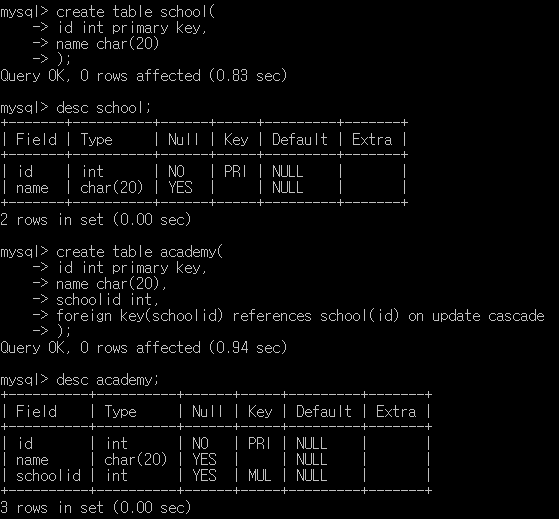 mysql> create table school(
    -> id int primary key,
    -> name char(20)
    -> );
Query OK, 0 rows affected (0.83 sec)
mysql> desc school;
+-------+----------+------+-----+---------+-------+
| Field | Type     | Null | Key | Default | Extra |
+-------+----------+------+-----+---------+-------+
| id    | int      | NO   | PRI | NULL    |       |
| name  | char(20) | YES  |     | NULL    |       |
+-------+----------+------+-----+---------+-------+
2 rows in set (0.00 sec)
mysql> create table academy(
    -> id int primary key,
    -> name char(20),
    -> schoolid int,
    -> foreign key(schoolid) references school(id) on update cascade
    -> );
Query OK, 0 rows affected (0.94 sec)
mysql> desc academy;
+----------+----------+------+-----+---------+-------+
| Field    | Type     | Null | Key | Default | Extra |
+----------+----------+------+-----+---------+-------+
| id       | int      | NO   | PRI | NULL    |       |
| name     | char(20) | YES  |     | NULL    |       |
| schoolid | int      | YES  | MUL | NULL    |       |
+----------+----------+------+-----+---------+-------+
3 rows in set (0.00 sec)